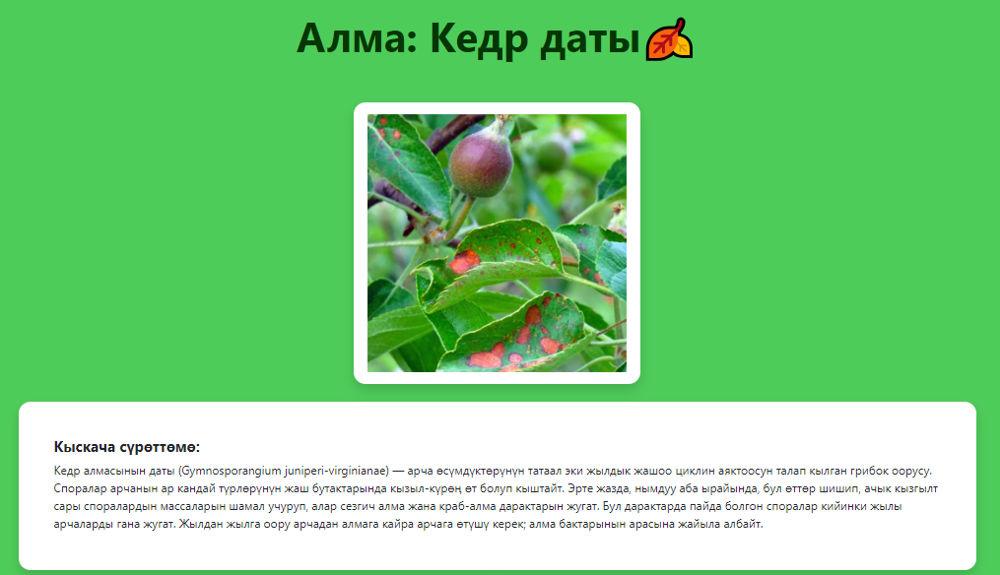 Алма: Кедр даты
Кыскача сүрөттөмө:
Кедр алмасынын даты (Gymnosporangium juniperi-virginianae) — арча өсүмдүктөрүнүн татаал эки жылдык жашоо циклин аяктоосун талап кылган грибок оорусу.
Споралар арчанын ар кандай түрлөрүнүн жаш бутактарында кызыл-күрөң өт болуп кыштайт. Эрте жазда, нымдуу аба ырайында, бул өттөр шишип, ачык кызгылт
сары споралардын массаларын шамал учуруп, алар сезгич алма жана краб-алма дарактарын жугат. Бул дарактарда пайда болгон споралар кийинки жылы
арчаларды гана жугат. Жылдан жылга оору арчадан алмага кайра арчага өтүшү керек; алма бактарынын арасына жайыла албайт.